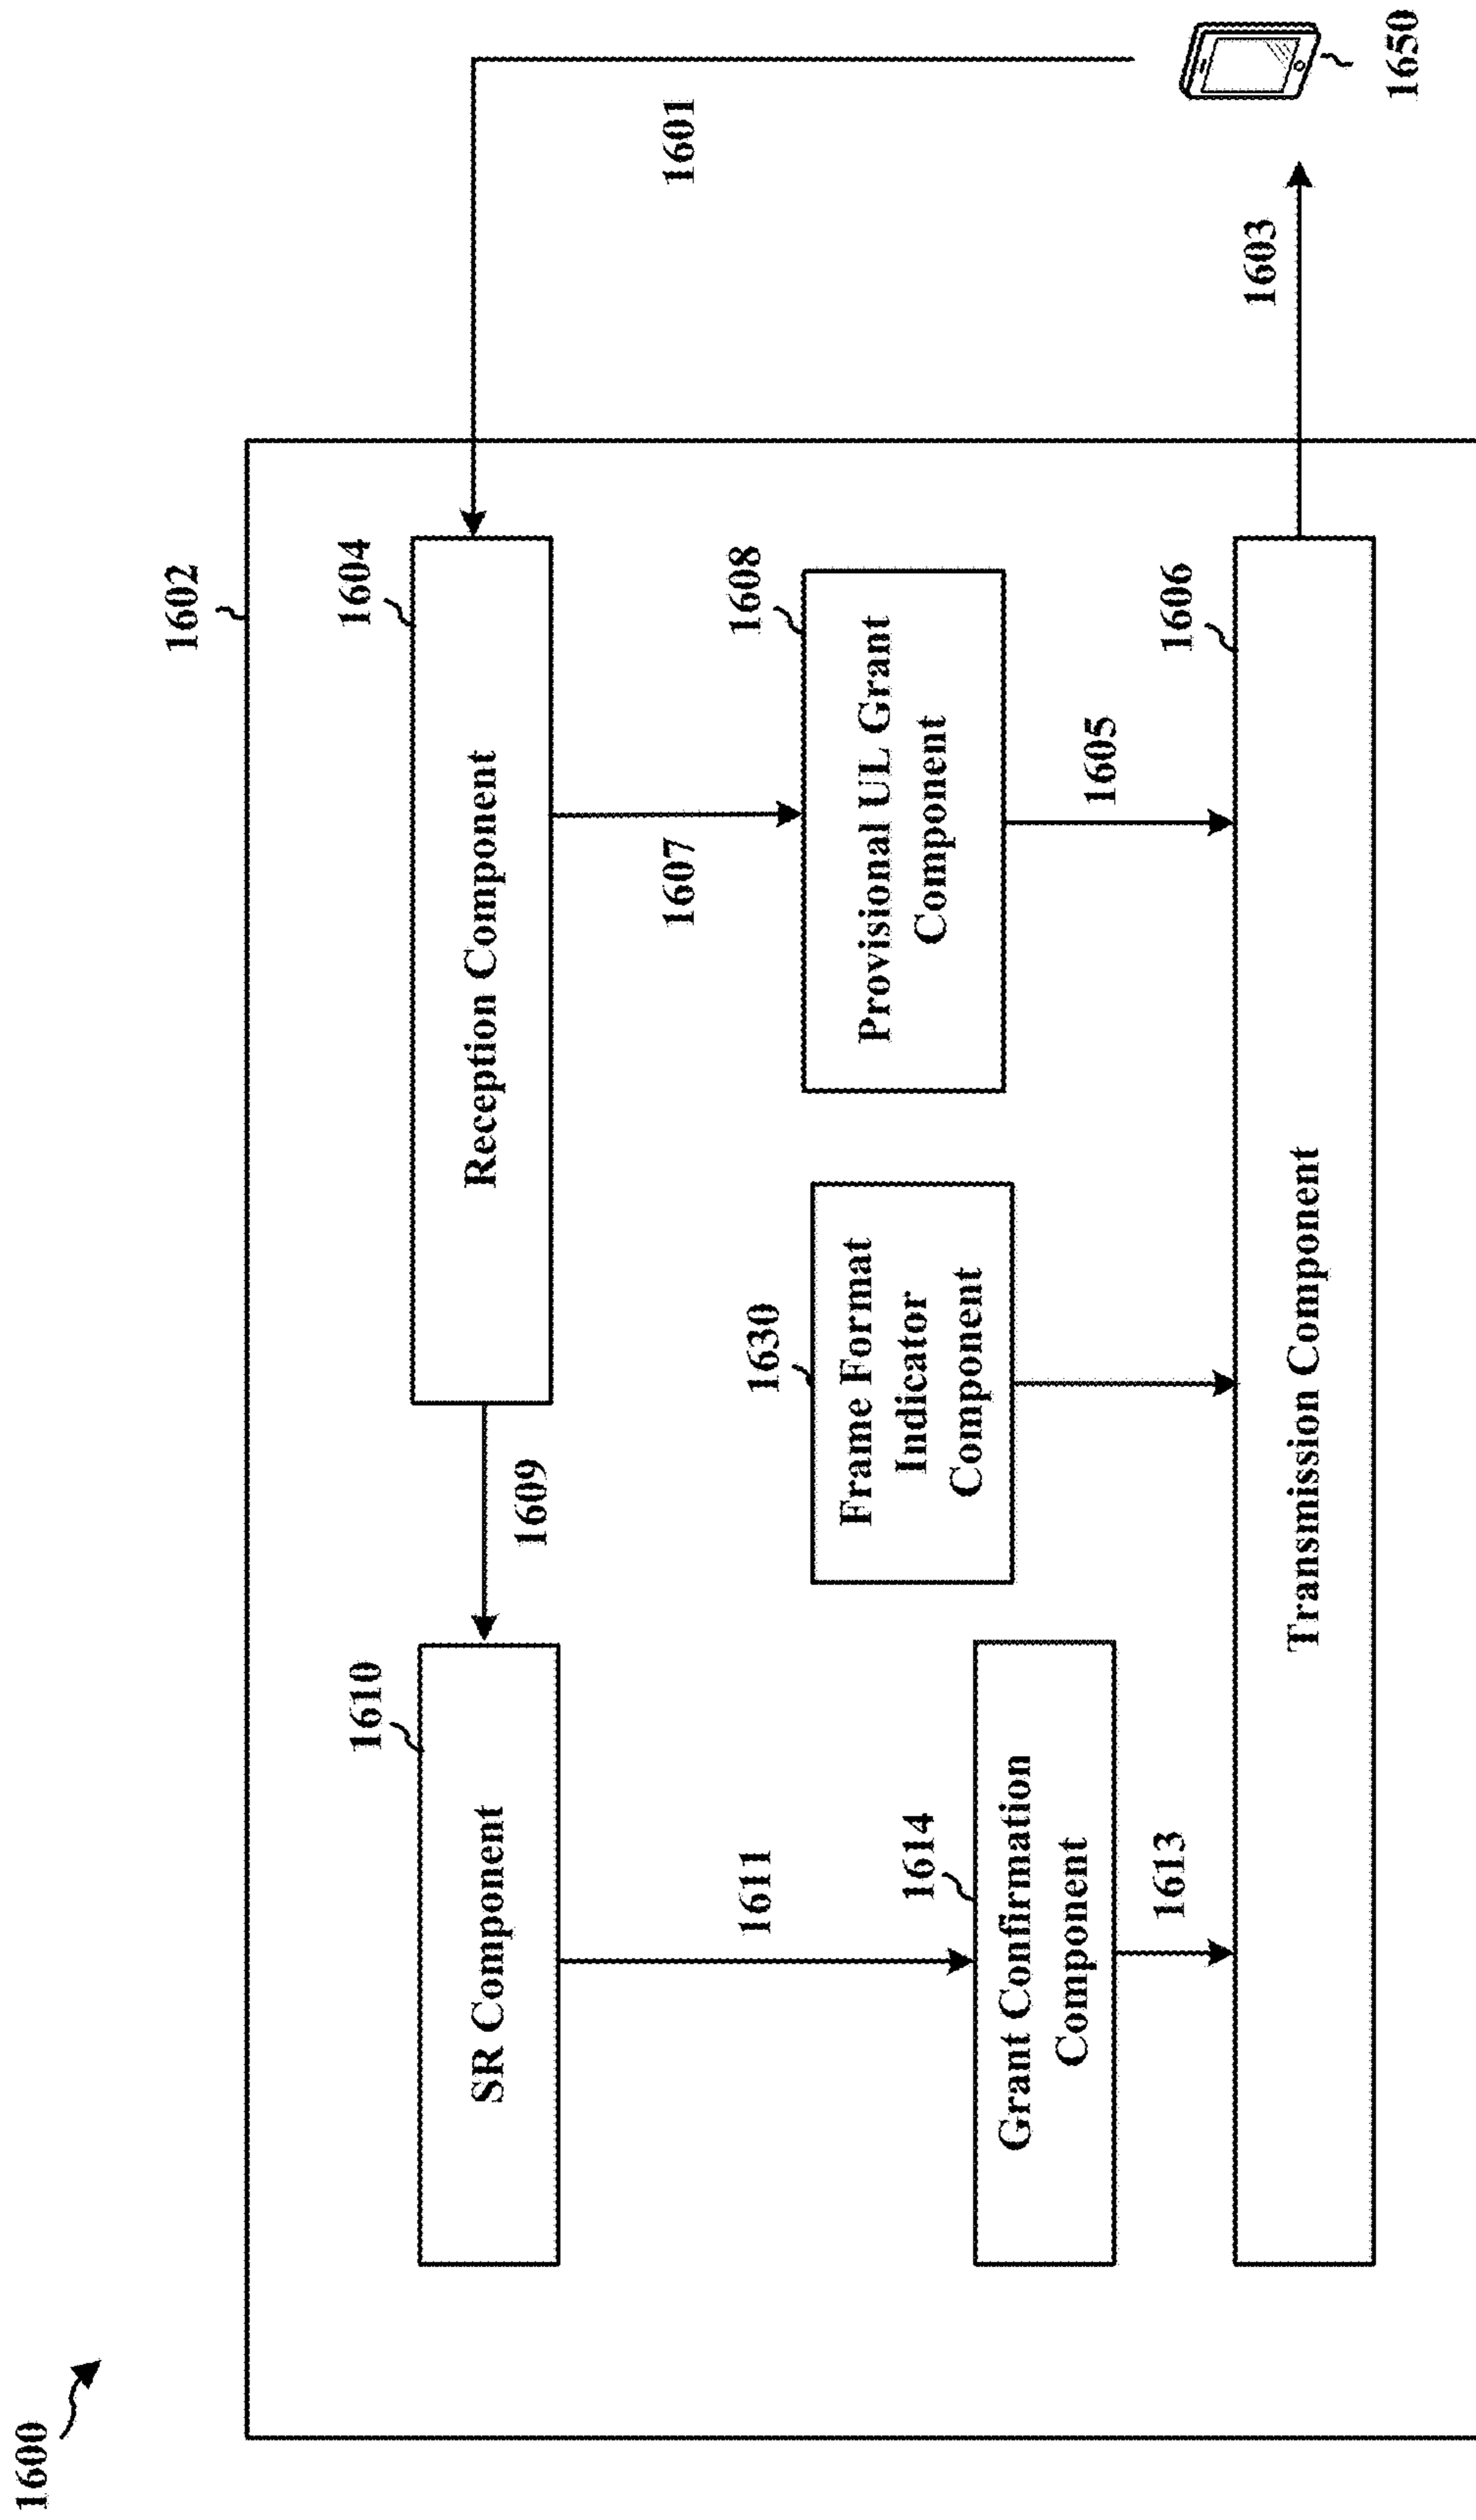 1600
1602
1610
SR Component
1609
1604
Reception Component
1601
1611
1607
1614
Grant Confirmation
Component
1630
Frame Format
Indicator
Component
1608
Provisional UL Grant
Component
1613
1605
1606
Transmission Component
1603
1650